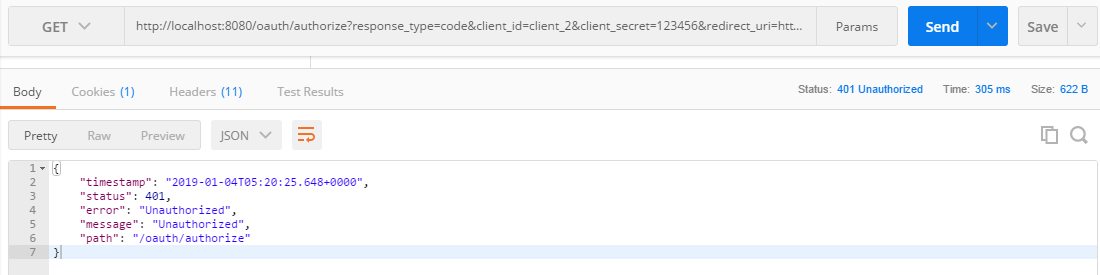 GET http://localhost:8080/oauth/authorize?response_type=code&client_id=client_2&client_secret=123456&redirect_uri=htt... Params Send Save
Body Cookies (1) Headers (11) Test Results Status: 401 Unauthorized Time: 305 ms Size: 622 B
Pretty Raw Preview JSON
1 {
2 "timestamp": "2019-01-04T05:20:25.648+0000",
3 "status": 401,
4 "error": "Unauthorized",
5 "message": "Unauthorized",
6 "path": "/oauth/authorize"
7 }